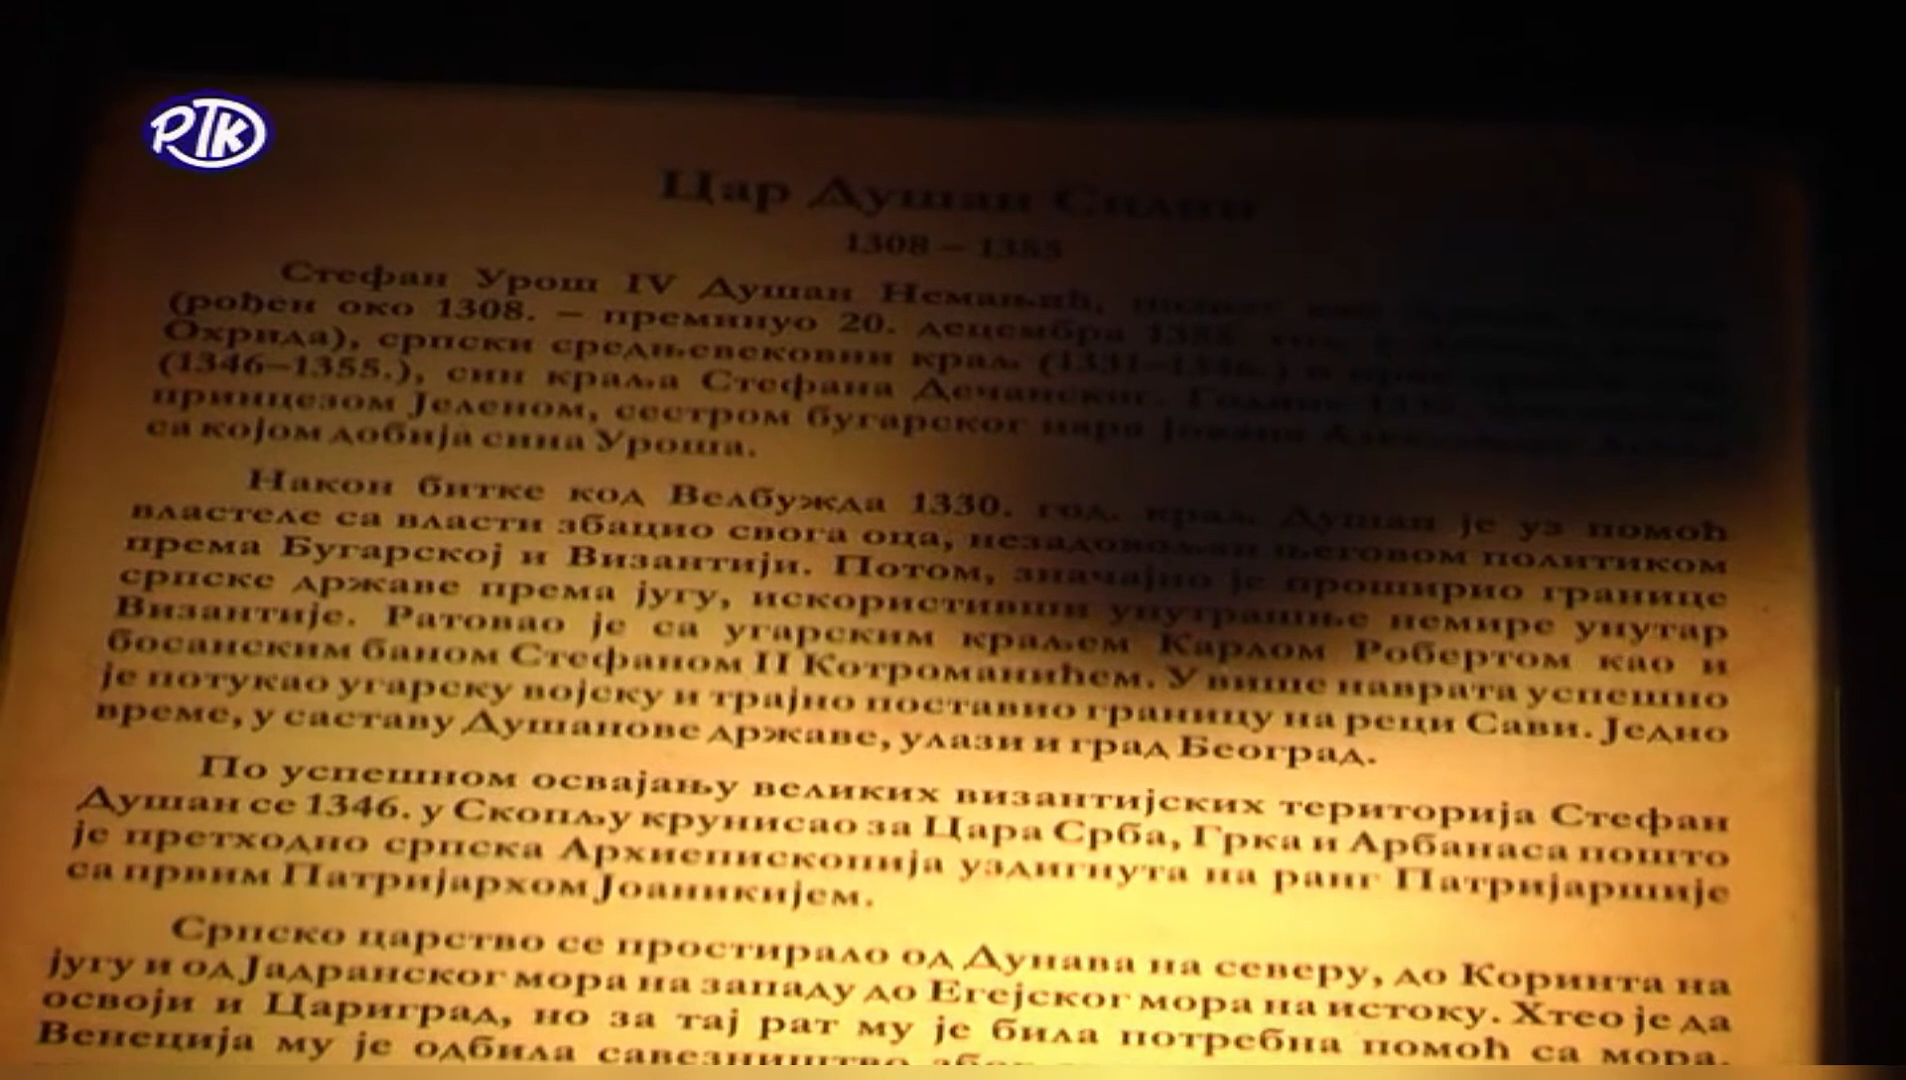 РТК
Цар Душан Силни
1308 – 1355
Стефан Урош IV Душан Немањић,
(рођен око 1308. – преминуо 20. децембра 1355.
Охрида), српски средњевековни краљ (1331–1346.) и
(1346–1355.), син краља Стефана Дечанског. Године
принцезом Јеленом, сестром бугарског цара Јована
са којом добија сина Уроша.
Након битке код Велбужда 1330. год. краљ Душан је уз помоћ
властеле са власти збацио свога оца, незадовољан његовом политиком
према Бугарској и Византији. Потом, значајно је проширио границе
српске државе према југу, искористивши унутрашње немире унутар
Византије. Ратовао је са угарским краљем Карлом Робертом као и
босанским баном Стефаном II Котроманићем. У више наврата успешно
је потукао угарску војску и трајно поставио границу на реци Сави. Једно
време, у саставу Душанове државе, улази и град Београд.
По успешном освајању великих византијских територија Стефан
Душан се 1346. у Скопљу крунисао за Цара Срба, Грка и Арбанаса пошто
је претходно српска Архиепископија уздигнута на ранг Патријаршије
са првим Патријархом Јоаникијем.
Српско царство се простирало од Дунава на северу, до Коринта на
југу и од Јадранског мора на западу до Егејског мора на истоку. Хтео је да
освоји и Цариград, но за тај рат му је била потребна помоћ са мора.
Венеција му је одбила савезништво